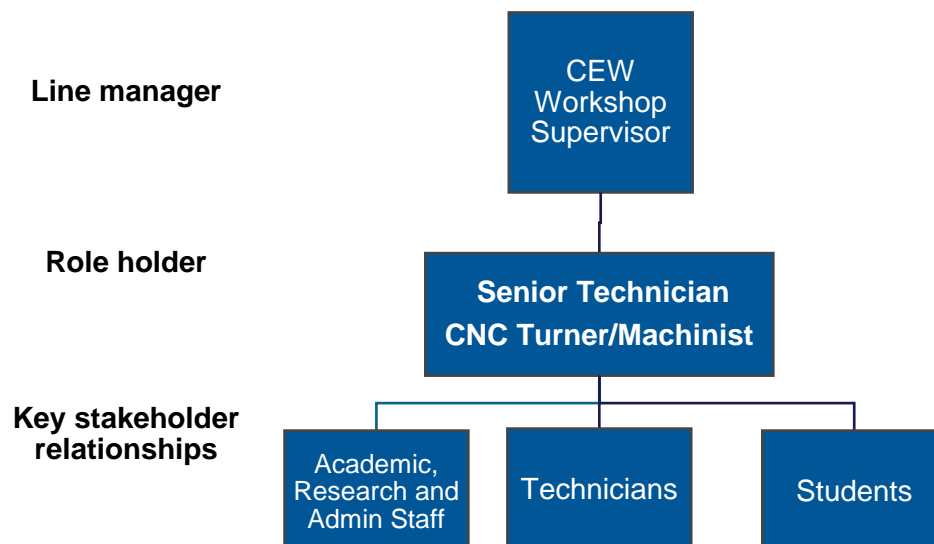 Line manager
CEW
Workshop
Supervisor
Role holder
Senior Technician
CNC Turner/Machinist
Key stakeholder
relationships
Academic,
Research and
Admin Staff
Technicians
Students